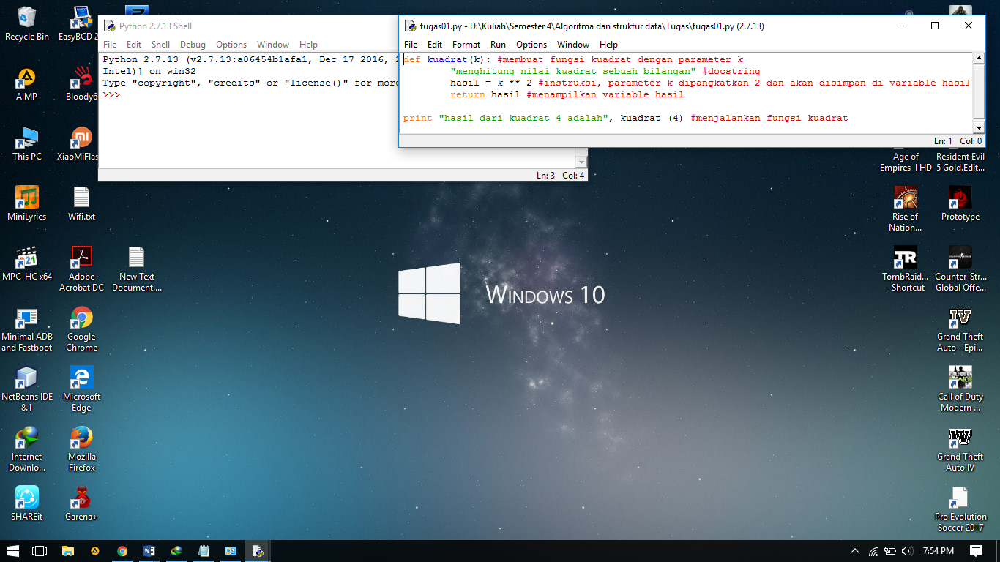 Recycle Bin
EasyBCD 2
AIMP
Bloody6
This PC
XiaoMiFlas
MiniLyrics
Wifi.txt
MPC-HC x64
Adobe
Acrobat DC
New Text
Document....
Minimal ADB
and Fastboot
Google
Chrome
NetBeans IDE
8.1
Microsoft
Edge
Internet
Downlo...
Mozilla
Firefox
SHAREit
Garena+
Python 2.7.13 Shell
File Edit Shell Debug Options Window Help
Python 2.7.13 (v2.7.13:a06454b1afa1, Dec 17 2016, 2
Intel)] on win32
Type "copyright", "credits" or "license()" for more
>>>
Ln: 3 Col: 4
tugas01.py - D:\Kuliah\Semester 4\Algoritma dan struktur data\Tugas\tugas01.py (2.7.13)
File Edit Format Run Options Window Help
def kuadrat(k): #membuat fungsi kuadrat dengan parameter k
"menghitung nilai kuadrat sebuah bilangan" #docstring
hasil = k ** 2 #instruksi, parameter k dipangkatkan 2 dan akan disimpan di variable hasil
return hasil #menampilkan variable hasil
print "hasil dari kuadrat 4 adalah", kuadrat (4) #menjalankan fungsi kuadrat
Ln: 1 Col: 0
Windows 10
Age of
Empires II HD
Resident Evil
5 Gold.Edit...
Rise of
Nation...
Prototype
TR
TombRaid...
- Shortcut
Counter-Str...
Global Offe...
IV
Grand Theft
Auto - Epi...
Call of Duty
Modern ...
IV
Grand Theft
Auto IV
Pro Evolution
Soccer 2017
7:54 PM